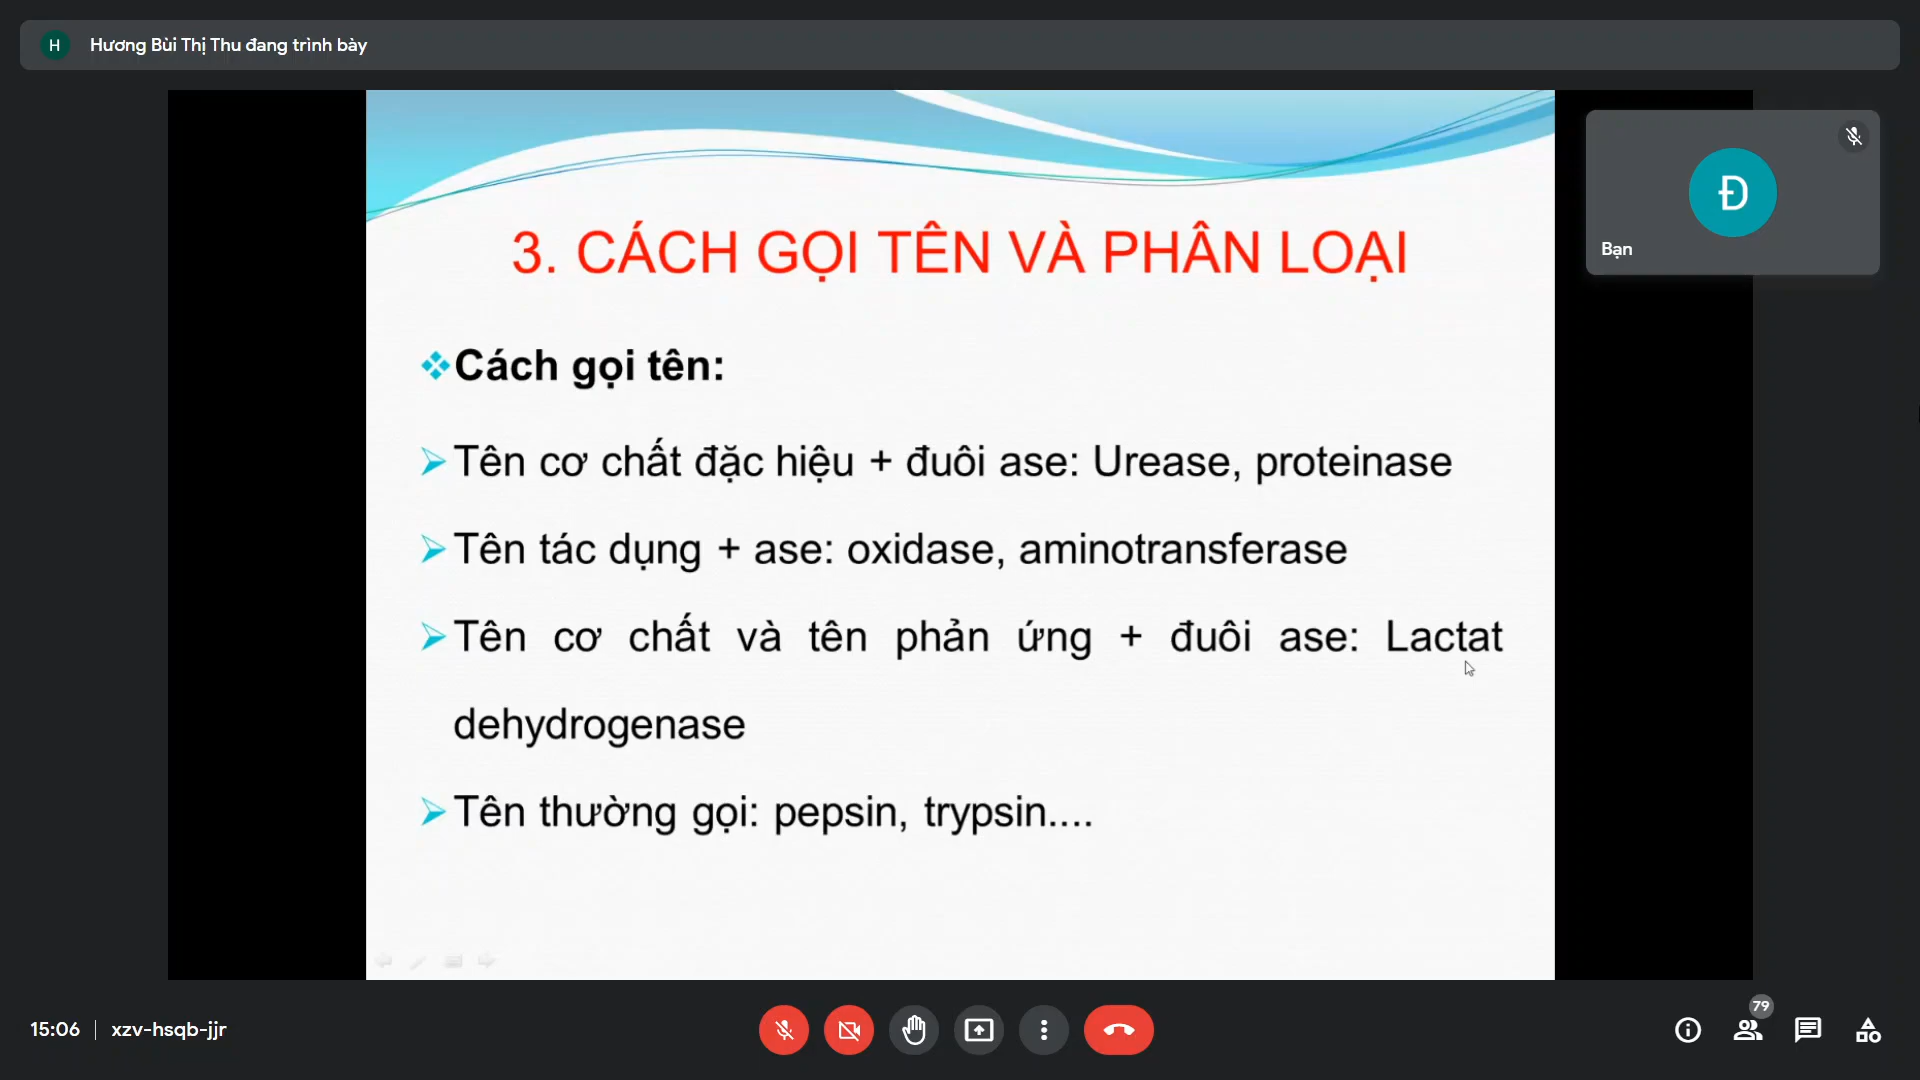 H
Hương Bùi Thị Thu đang trình bày
3. CÁCH GỌI TÊN VÀ PHÂN LOẠI
Đ
Bạn
Cách gọi tên:
Tên cơ chất đặc hiệu + đuôi ase: Urease, proteinase
Tên tác dụng + ase: oxidase, aminotransferase
Tên cơ chất và tên phản ứng + đuôi ase: Lactat
dehydrogenase
Tên thường gọi: pepsin, trypsin....
15:06 | xzv-hsqb-jjr
79